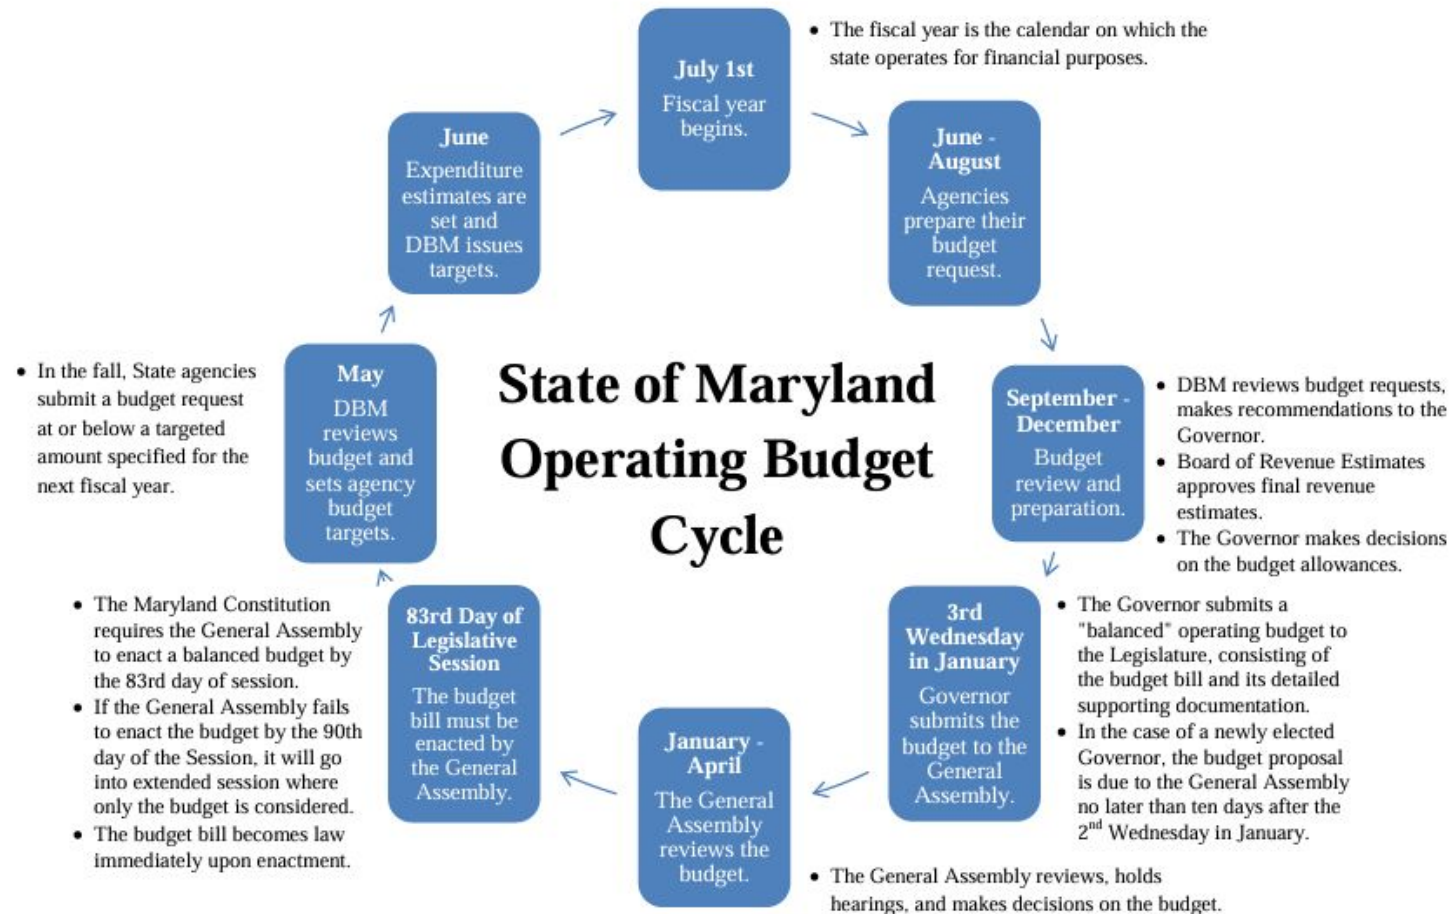 July 1st
Fiscal year
begins.
• The fiscal year is the calendar on which the
state operates for financial purposes.
June -
August
Agencies
prepare their
budget
request.
September -
December
Budget
review and
preparation.
• DBM reviews budget requests,
makes recommendations to the
Governor.
• Board of Revenue Estimates
approves final revenue
estimates.
• The Governor makes decisions
on the budget allowances.
3rd
Wednesday
in January
Governor
submits the
budget to the
General
Assembly.
• The Governor submits a
"balanced" operating budget to
the Legislature, consisting of
the budget bill and its detailed
supporting documentation.
• In the case of a newly elected
Governor, the budget proposal
is due to the General Assembly
no later than ten days after the
2nd Wednesday in January.
January -
April
The General
Assembly
reviews the
budget.
• The General Assembly reviews, holds
hearings, and makes decisions on the budget.
83rd Day of
Legislative
Session
The budget
bill must be
enacted by
the General
Assembly.
• The Maryland Constitution
requires the General Assembly
to enact a balanced budget by
the 83rd day of session.
• If the General Assembly fails
to enact the budget by the 90th
day of the Session, it will go
into extended session where
only the budget is considered.
• The budget bill becomes law
immediately upon enactment.
May
DBM
reviews
budget and
sets agency
budget
targets.
• In the fall, State agencies
submit a budget request
at or below a targeted
amount specified for the
next fiscal year.
June
Expenditure
estimates are
set and
DBM issues
targets.
State of Maryland
Operating Budget
Cycle